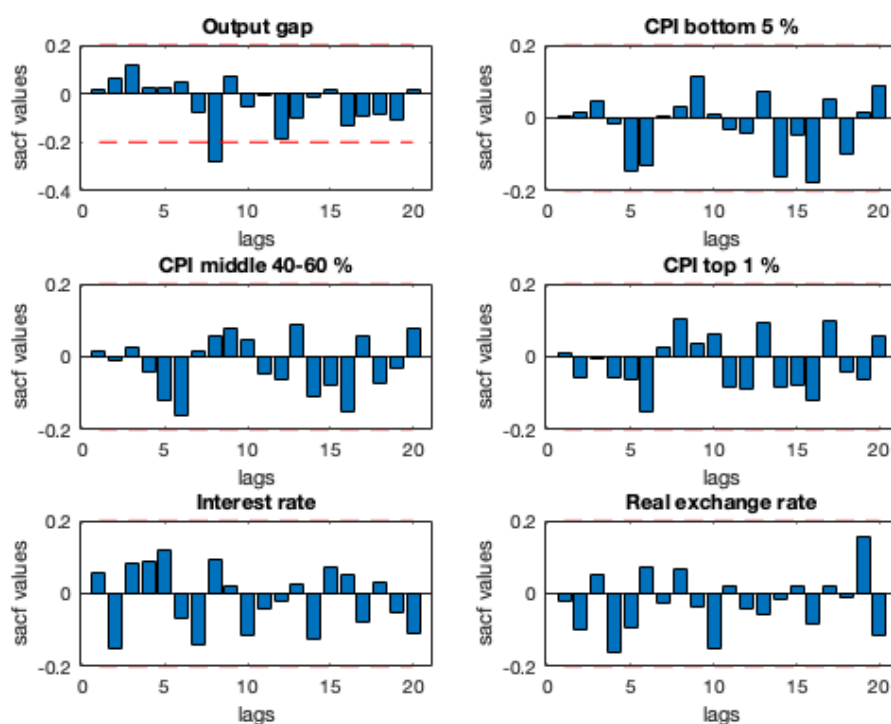 Output gap
0.2
0
-0.2
-0.4
sacf values
0 5 10 15 20
lags
CPI bottom 5 %
0.2
0
-0.2
sacf values
0 5 10 15 20
lags
CPI middle 40-60 %
0.2
0
-0.2
sacf values
0 5 10 15 20
lags
CPI top 1 %
0.2
0
-0.2
sacf values
0 5 10 15 20
lags
Interest rate
0.2
0
-0.2
sacf values
0 5 10 15 20
lags
Real exchange rate
0.2
0
-0.2
sacf values
0 5 10 15 20
lags